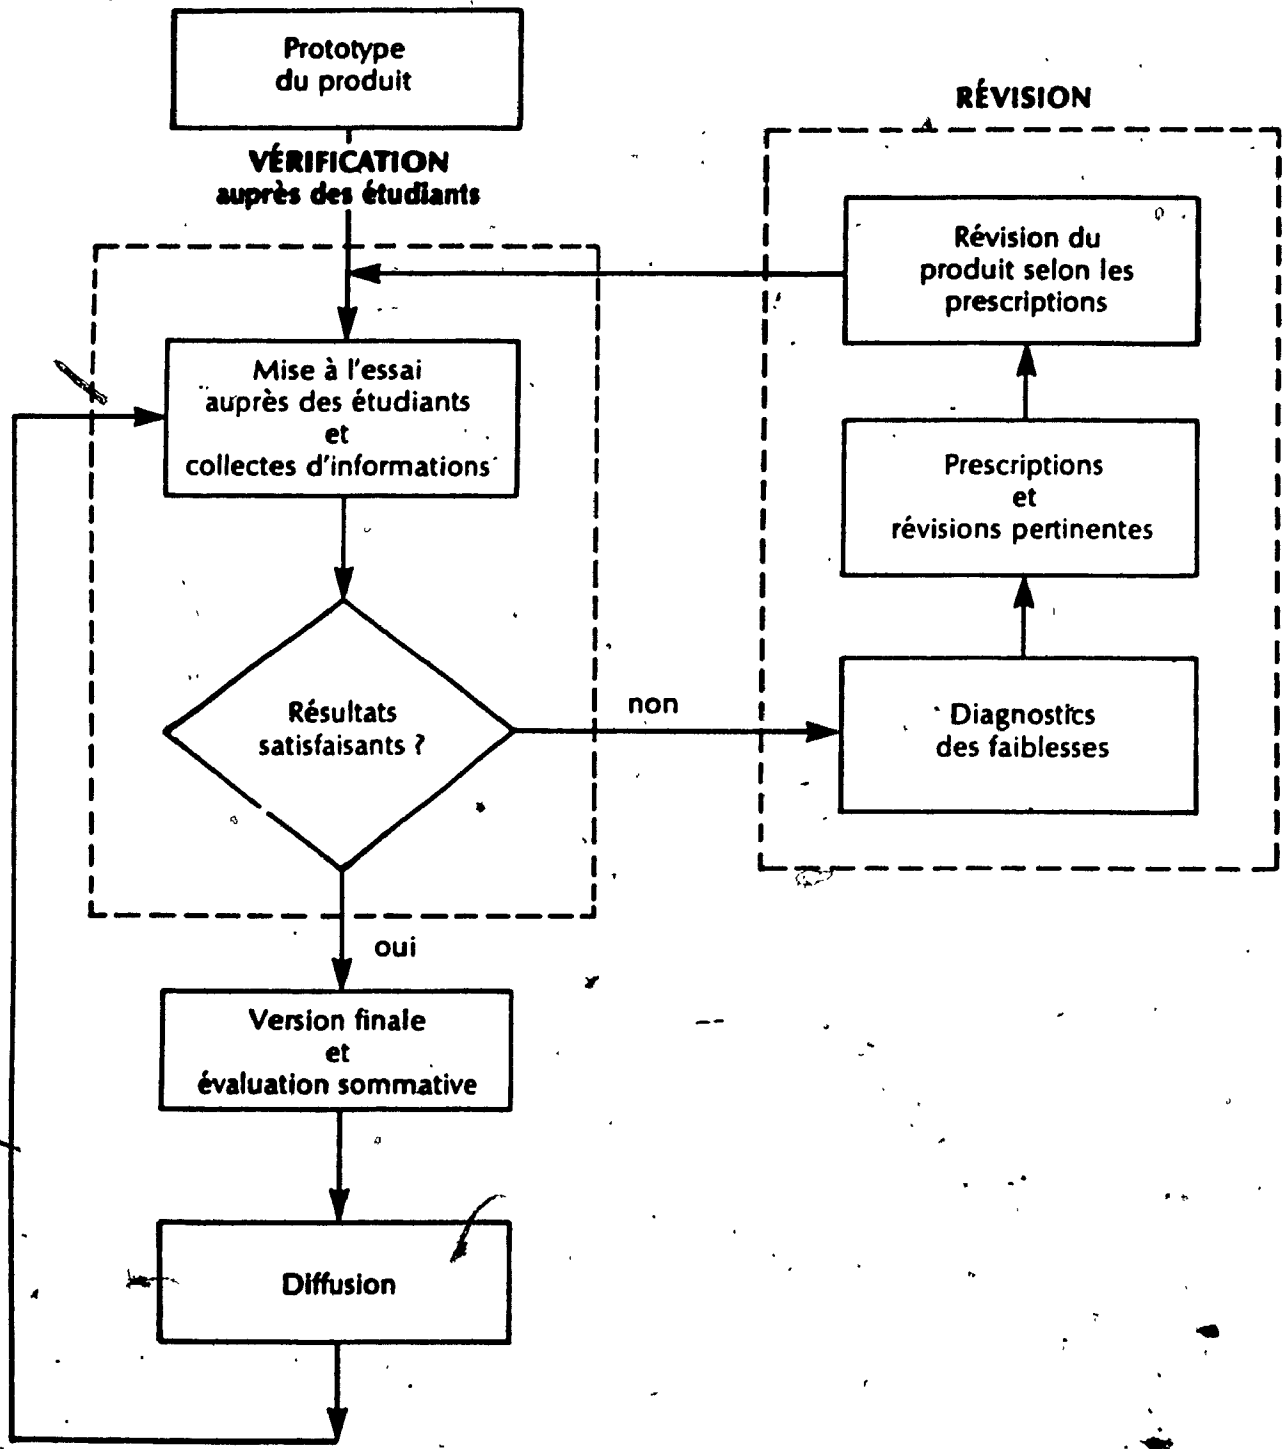 Prototype
du produit
VÉRIFICATION
auprès des étudiants
Mise à l'essai
auprès des étudiants
et
collectes d'informations
Résultats
satisfaisants ?
oui
Version finale
et
évaluation sommative
Diffusion
non
RÉVISION
Révision du
produit selon les
prescriptions
Prescriptions
et
révisions pertinentes
Diagnostics
des faiblesses